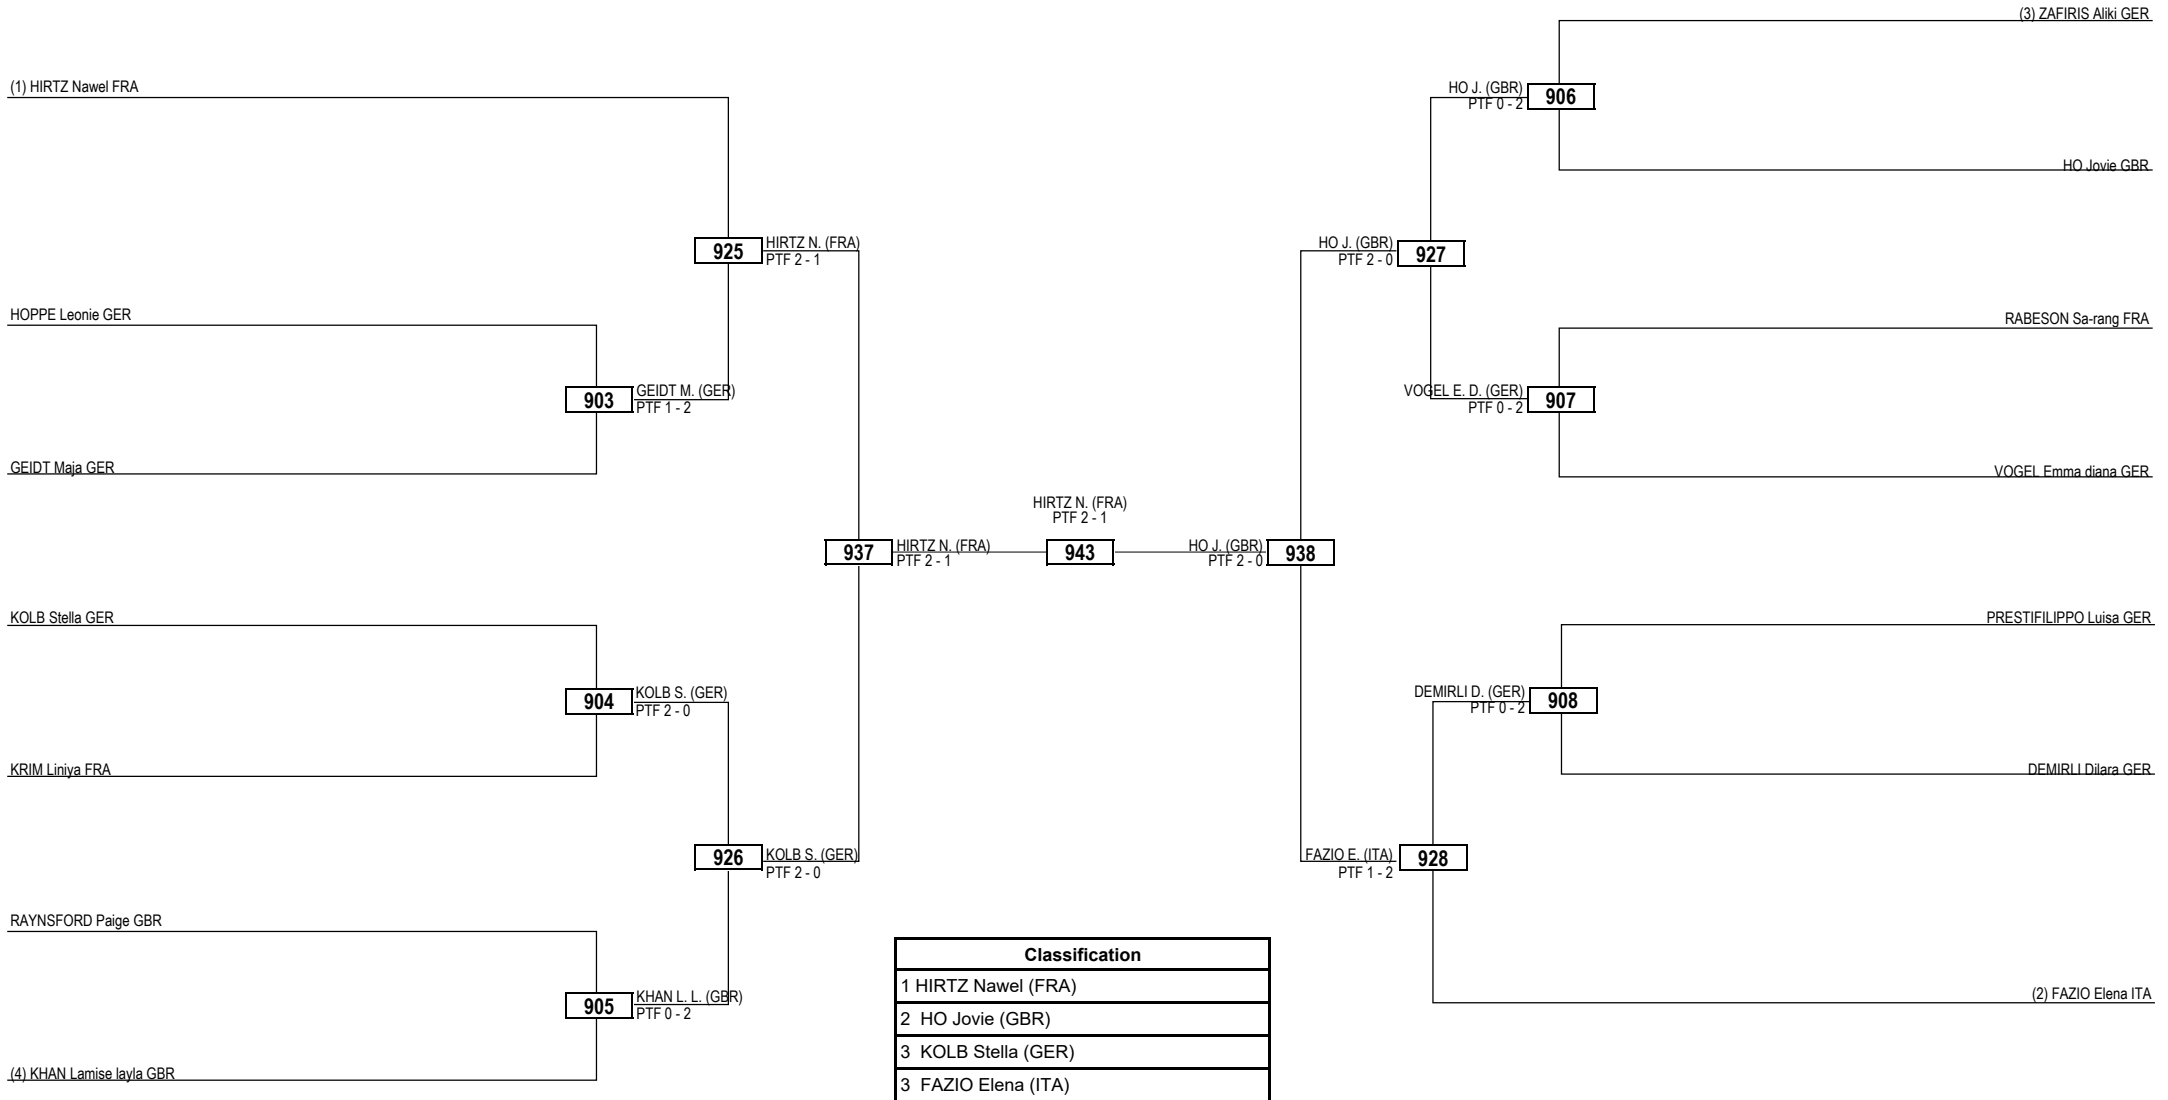 (1) HIRTZ Nawel FRA
HOPPE Leonie GER
GEIDT Maja GER
KOLB Stella GER
KRIM Liniya FRA
RAYNSFORD Paige GBR
(4) KHAN Lamise layla GBR
903
GEIDT M. (GER)
PTF 1 - 2
904
KOLB S. (GER)
PTF 2 - 0
905
KHAN L. L. (GBR)
PTF 0 - 2
925
HIRTZ N. (FRA)
PTF 2 - 1
926
KOLB S. (GER)
PTF 2 - 0
937
HIRTZ N. (FRA)
PTF 2 - 1
HIRTZ N. (FRA)
PTF 2 - 1
943
HO J. (GBR)
PTF 2 - 0
938
HO J. (GBR)
PTF 2 - 0
927
FAZIO E. (ITA)
PTF 1 - 2
928
HO J. (GBR)
PTF 0 - 2
906
VOGEL E. D. (GER)
PTF 0 - 2
907
DEMIRLI D. (GER)
PTF 0 - 2
908
(3) ZAFIRIS Aliki GER
HO Jovie GBR
RABESON Sa-rang FRA
VOGEL Emma diana GER
PRESTIFILIPPO Luisa GER
DEMIRLI Dilara GER
(2) FAZIO Elena ITA
Classification
1 HIRTZ Nawel (FRA)
2 HO Jovie (GBR)
3 KOLB Stella (GER)
3 FAZIO Elena (ITA)